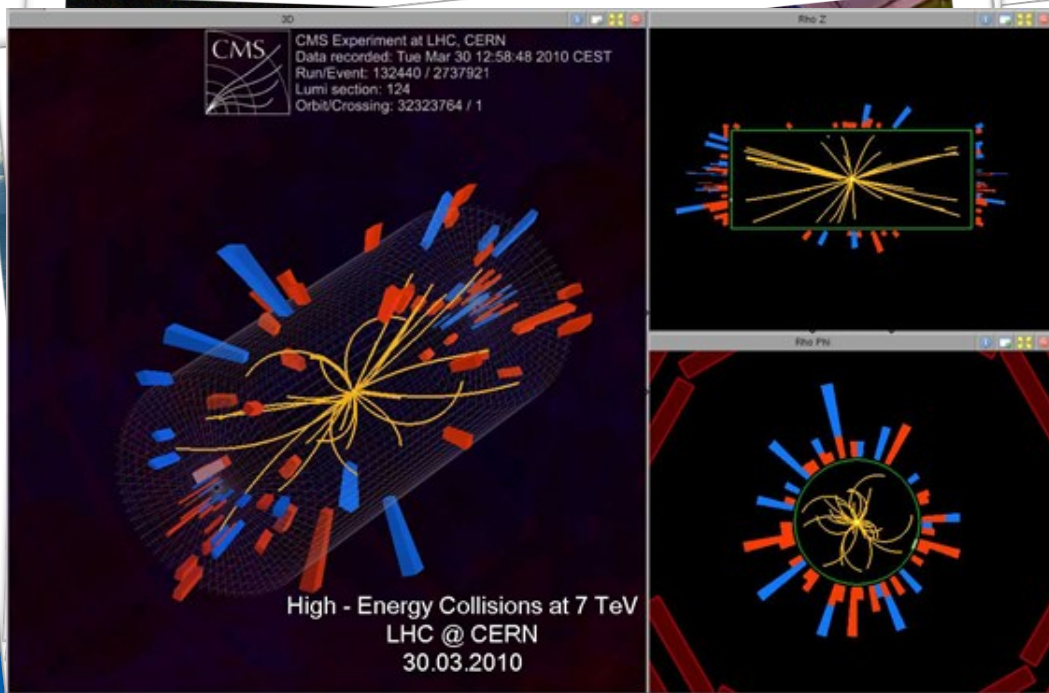 3D
CMS
CMS Experiment at LHC, CERN
Data recorded: Tue Mar 30 12:58:48 2010 CEST
Run/Event: 132440 / 2737921
Lumi section: 124
Orbit/Crossing: 32323764 / 1
High - Energy Collisions at 7 TeV
LHC @ CERN
30.03.2010
Rho Z
Rho Phi